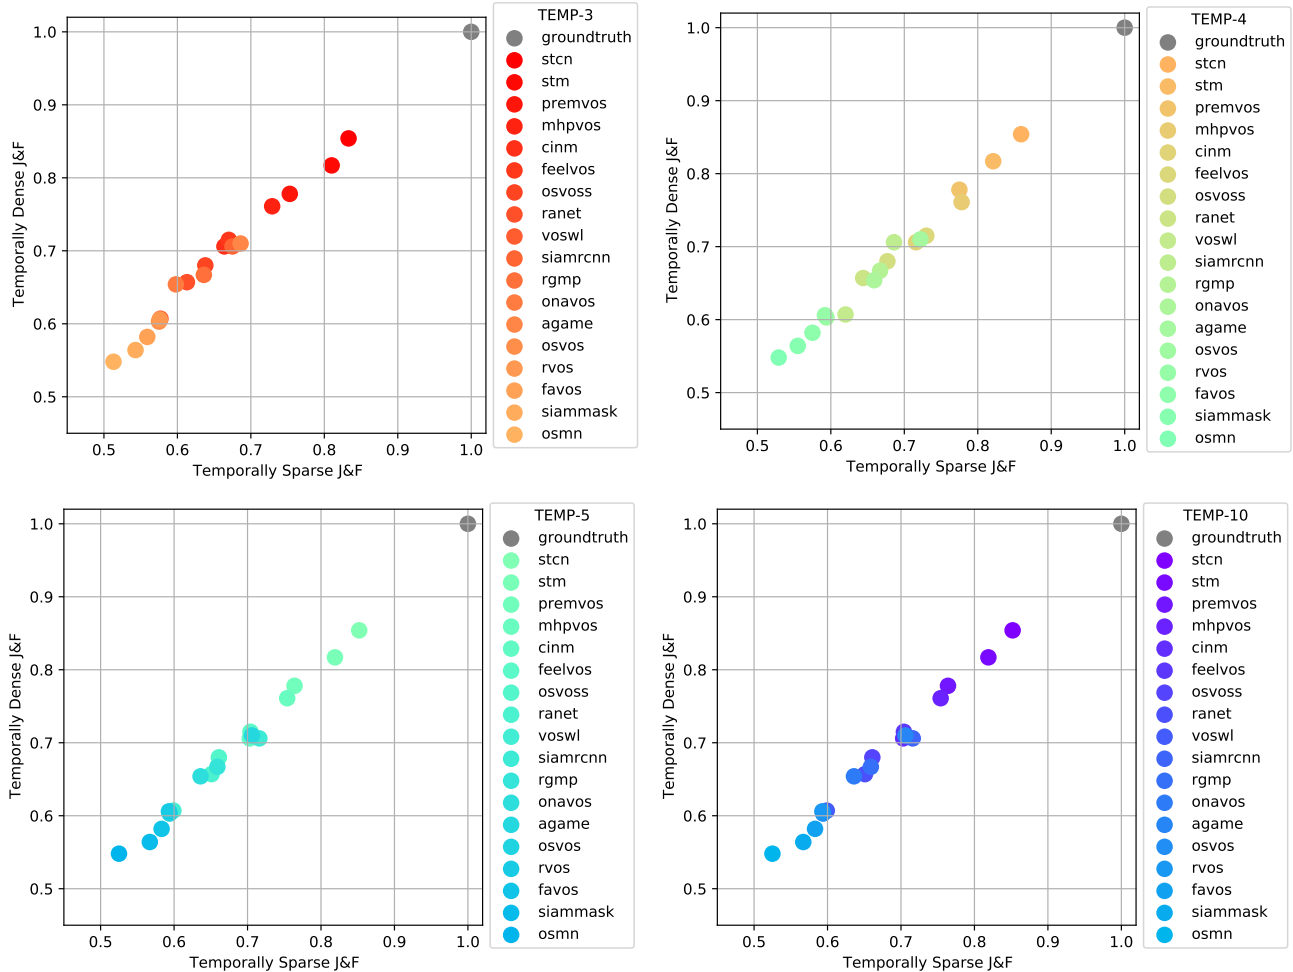 TEMP-3
groundtruth
stcn
stm
premvos
mhpvos
cinm
feelvos
osvoss
ranet
voswl
siamrcnn
rgmp
onavos
agame
osvos
rvos
favos
siammask
osmn
1.0
0.9
0.8
0.7
0.6
0.5
Temporally Dense J&F
0.5 0.6 0.7 0.8 0.9 1.0
Temporally Sparse J&F
TEMP-4
groundtruth
stcn
stm
premvos
mhpvos
cinm
feelvos
osvoss
ranet
voswl
siamrcnn
rgmp
onavos
agame
osvos
rvos
favos
siammask
osmn
1.0
0.9
0.8
0.7
0.6
0.5
Temporally Dense J&F
0.5 0.6 0.7 0.8 0.9 1.0
Temporally Sparse J&F
TEMP-5
groundtruth
stcn
stm
premvos
mhpvos
cinm
feelvos
osvoss
ranet
voswl
siamrcnn
rgmp
onavos
agame
osvos
rvos
favos
siammask
osmn
1.0
0.9
0.8
0.7
0.6
0.5
Temporally Dense J&F
0.5 0.6 0.7 0.8 0.9 1.0
Temporally Sparse J&F
TEMP-10
groundtruth
stcn
stm
premvos
mhpvos
cinm
feelvos
osvoss
ranet
voswl
siamrcnn
rgmp
onavos
agame
osvos
rvos
favos
siammask
osmn
1.0
0.9
0.8
0.7
0.6
0.5
Temporally Dense J&F
0.5 0.6 0.7 0.8 0.9 1.0
Temporally Sparse J&F